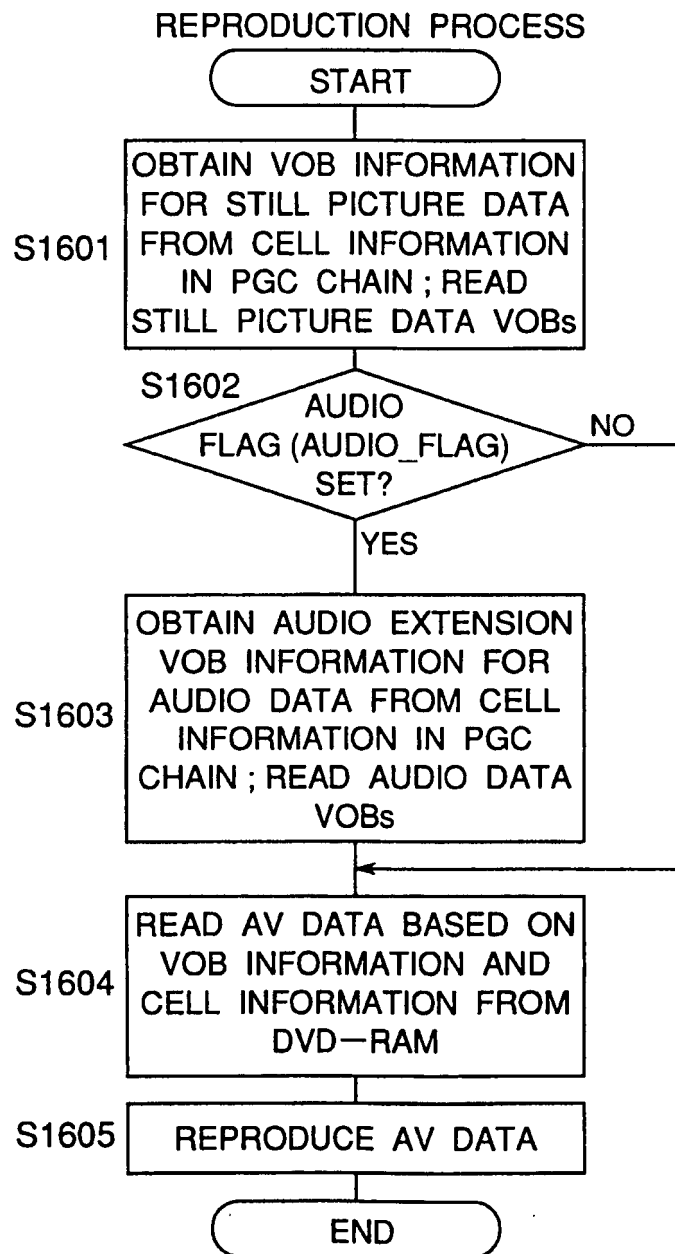 REPRODUCTION PROCESS
START
S1601
OBTAIN VOB INFORMATION
FOR STILL PICTURE DATA
FROM CELL INFORMATION
IN PGC CHAIN ; READ
STILL PICTURE DATA VOBs
S1602
AUDIO
FLAG (AUDIO_FLAG)
SET?
NO
YES
S1603
OBTAIN AUDIO EXTENSION
VOB INFORMATION FOR
AUDIO DATA FROM CELL
INFORMATION IN PGC
CHAIN ; READ AUDIO DATA
VOBs
S1604
READ AV DATA BASED ON
VOB INFORMATION AND
CELL INFORMATION FROM
DVD—RAM
S1605
REPRODUCE AV DATA
END